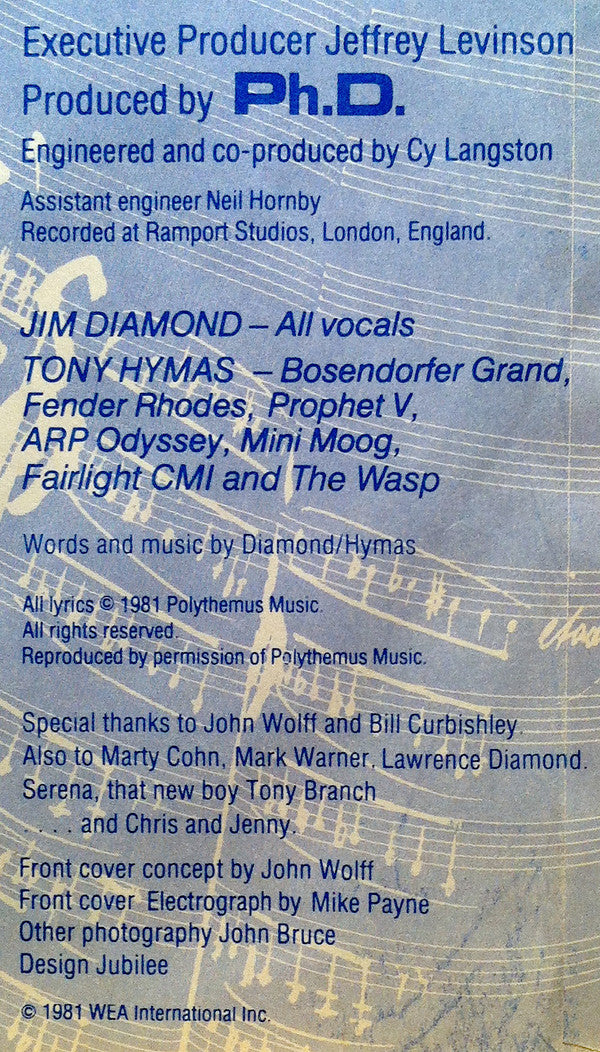 Executive Producer Jeffrey Levinson
Produced by Ph.D.
Engineered and co-produced by Cy Langston
Assistant engineer Neil Hornby
Recorded at Ramport Studios, London, England.
JIM DIAMOND – All vocals
TONY HYMAS – Bosendorfer Grand,
Fender Rhodes, Prophet V,
ARP Odyssey, Mini Moog,
Fairlight CMI and The Wasp
Words and music by Diamond/Hymas
All lyrics © 1981 Polythemus Music.
All rights reserved.
Reproduced by permission of Polythemus Music.
Special thanks to John Wolff and Bill Curbishley.
Also to Marty Cohn, Mark Warner, Lawrence Diamond.
Serena, that new boy Tony Branch
. . . . and Chris and Jenny.
Front cover concept by John Wolff
Front cover Electrograph by Mike Payne
Other photography John Bruce
Design Jubilee
© 1981 WEA International Inc.